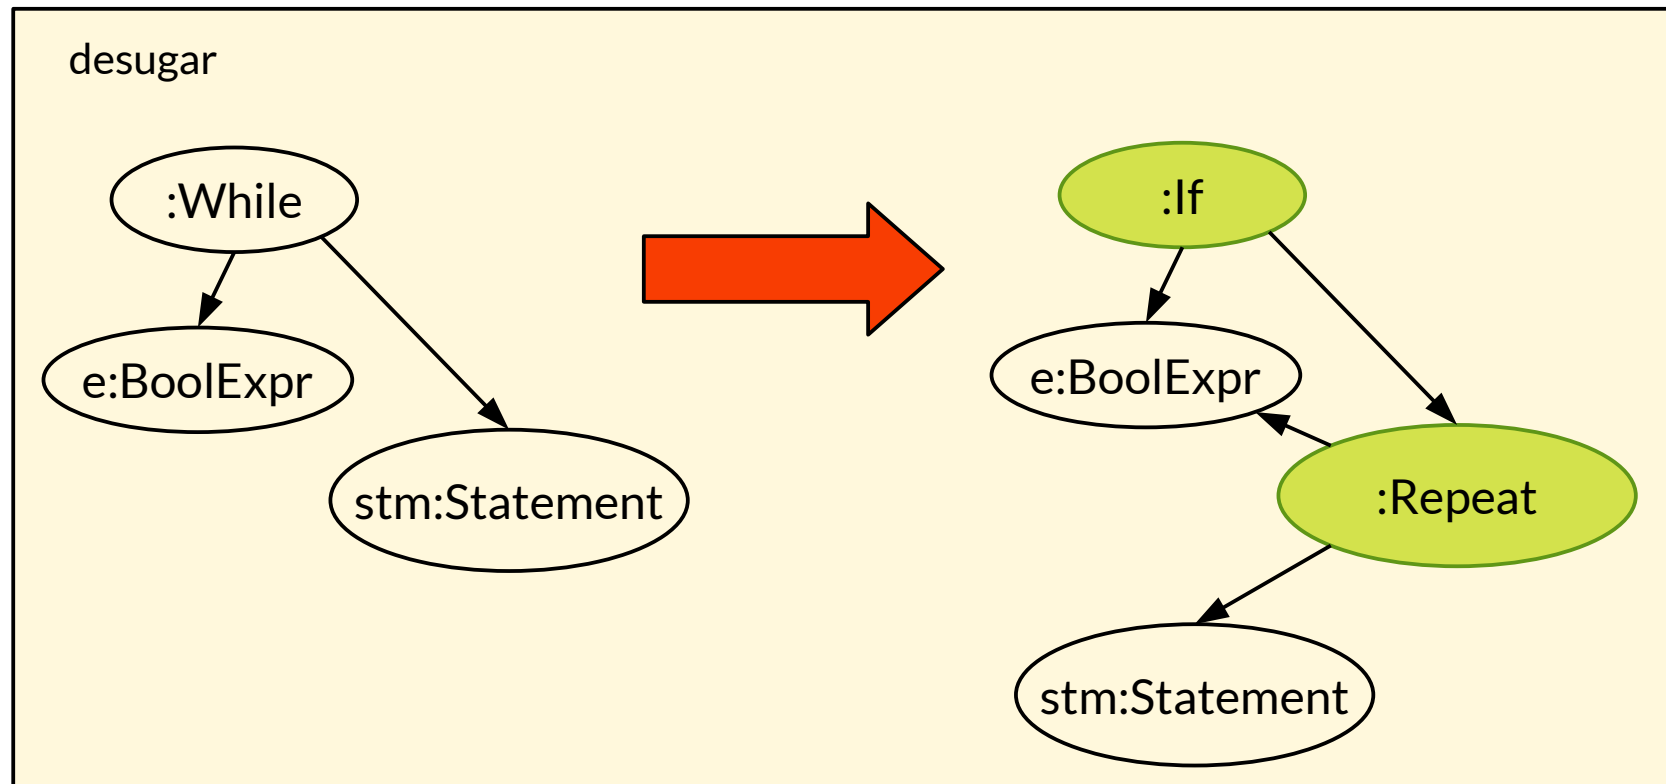 desugar
:While
e:BoolExpr
stm:Statement
:If
e:BoolExpr
:Repeat
stm:Statement